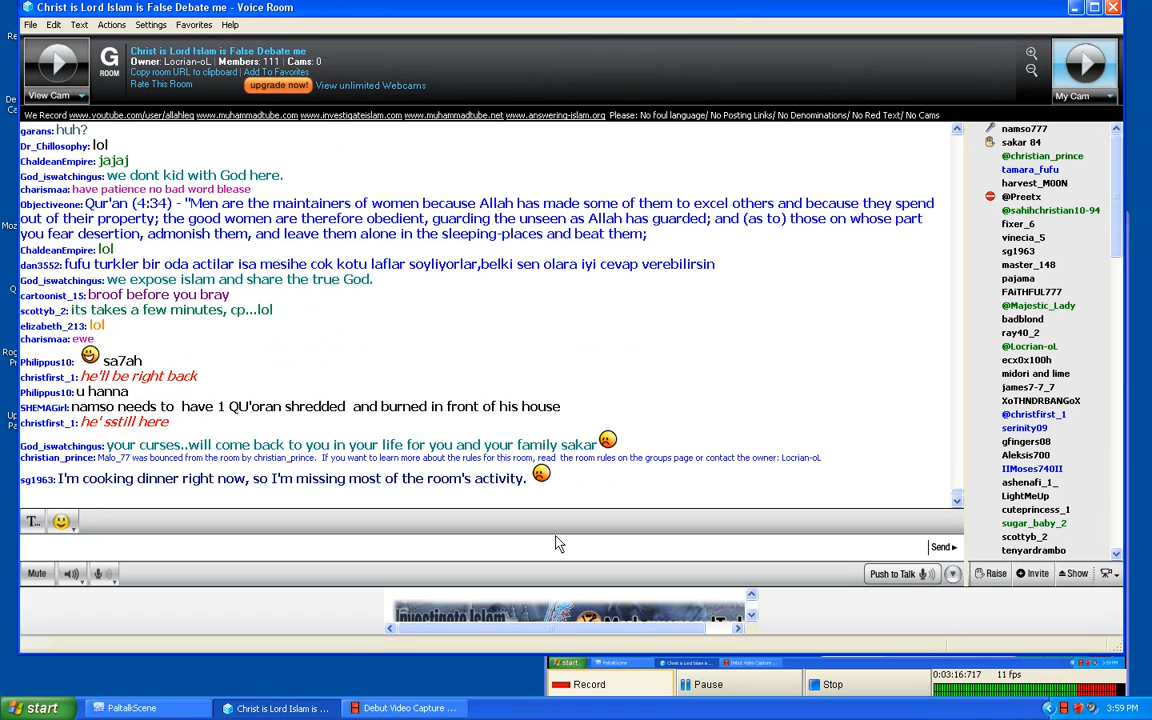 Christ is Lord Islam is False Debate me - Voice Room
File Edit Text Actions Settings Favorites Help
G ROOM
Christ is Lord Islam is False Debate me
Owner: Locrian-oL | Members: 111 | Cams: 0
Copy room URL to clipboard | Add To Favorites
Rate This Room
upgrade now! View unlimited Webcams
View Cam
My Cam
We Record www.youtube.com/user/allahleg www.muhammadtube.com www.investigateislam.com www.muhammadtube.net www.answering-islam.org Please: No foul language/ No Posting Links/ No Denominations/ No Red Text/ No Cams
garans: huh?
Dr_Chillosophy: lol
ChaldeanEmpire: jajaj
God_iswatchingus: we dont kid with God here.
charismaa: have patience no bad word blease
Objectiveone: Qur'an (4:34) - "Men are the maintainers of women because Allah has made some of them to excel others and because they spend
out of their property; the good women are therefore obedient, guarding the unseen as Allah has guarded; and (as to) those on whose part
you fear desertion, admonish them, and leave them alone in the sleeping-places and beat them;
ChaldeanEmpire: lol
dan3552: fufu turkler bir oda actilar isa mesihe cok kotu laflar soyliyorlar,belki sen olara iyi cevap verebilirsin
God_iswatchingus: we expose islam and share the true God.
cartoonist_15: broof before you bray
scottyb_2: its takes a few minutes, cp...lol
elizabeth_213: lol
charismaa: ewe
Philippus10: sa7ah
christfirst_1: he'll be right back
Philippus10: u hanna
SHEMAGirl: namso needs to have 1 QU'oran shredded and burned in front of his house
christfirst_1: he' sstill here
God_iswatchingus: your curses..will come back to you in your life for you and your family sakar
christian_prince: Malo_77 was bounced from the room by christian_prince. If you want to learn more about the rules for this room, read the room rules on the groups page or contact the owner: Locrian-oL
sg1963: I'm cooking dinner right now, so I'm missing most of the room's activity.
namso777
sakar 84
@christian_prince
tamara_fufu
harvest_M00N
@Preetx
@sahihchristian10-94
fixer_6
vinecia_5
sg1963
master_148
pajama
FAiTHFUL777
@Majestic_Lady
badblond
ray40_2
@Locrian-oL
ecx0x100h
midori and lime
james7-7_7
XoTHNDRBANGoX
@christfirst_1
serinity09
gfingers08
Aleksis700
IIMoses740II
ashenafi_1_
LightMeUp
cuteprincess_1
sugar_baby_2
scottyb_2
tenyardrambo
T...
Send
Mute
Push to Talk
Raise Invite Show
Investigate Islam
start PaltalkScene Christ is Lord Is... Debut Video Capture ... 3:59 PM
Record Pause Stop 0:03:16:717 11 fps
start PaltalkScene Christ is Lord Islam is ... Debut Video Capture ... 3:59 PM